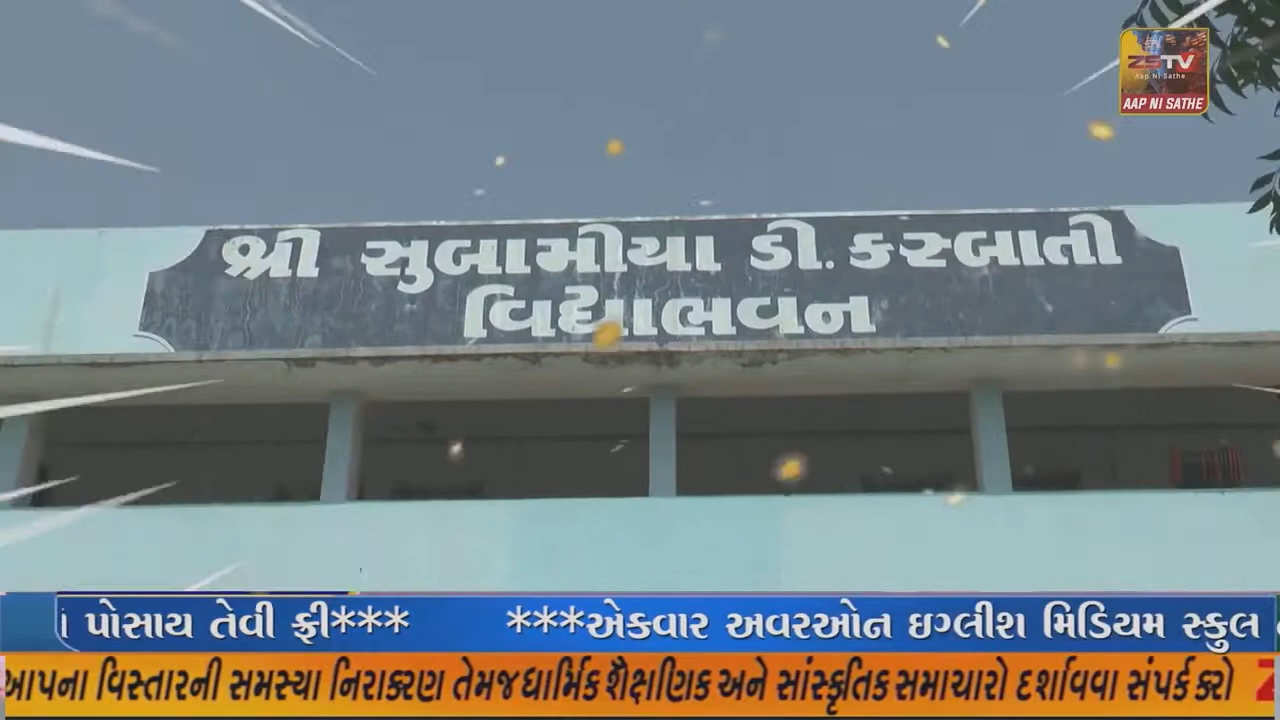 ZSTV
Aap Ni Sathe
AAP NI SATHE
શ્રી સુબામીયા ડી. કરબાતી
વિદ્યાભવન
પોસાય તેવી ફ્રી*** ***એકવાર અવરઓન ઇગ્લીશ મિડિયમ સ્કુલ
આપના વિસ્તારની સમસ્યા નિરાકરણ તેમજ ધાર્મિક શૈક્ષણિક અને સાંસ્કૃતિક સમાચારો દર્શાવવા સંપર્ક કરો